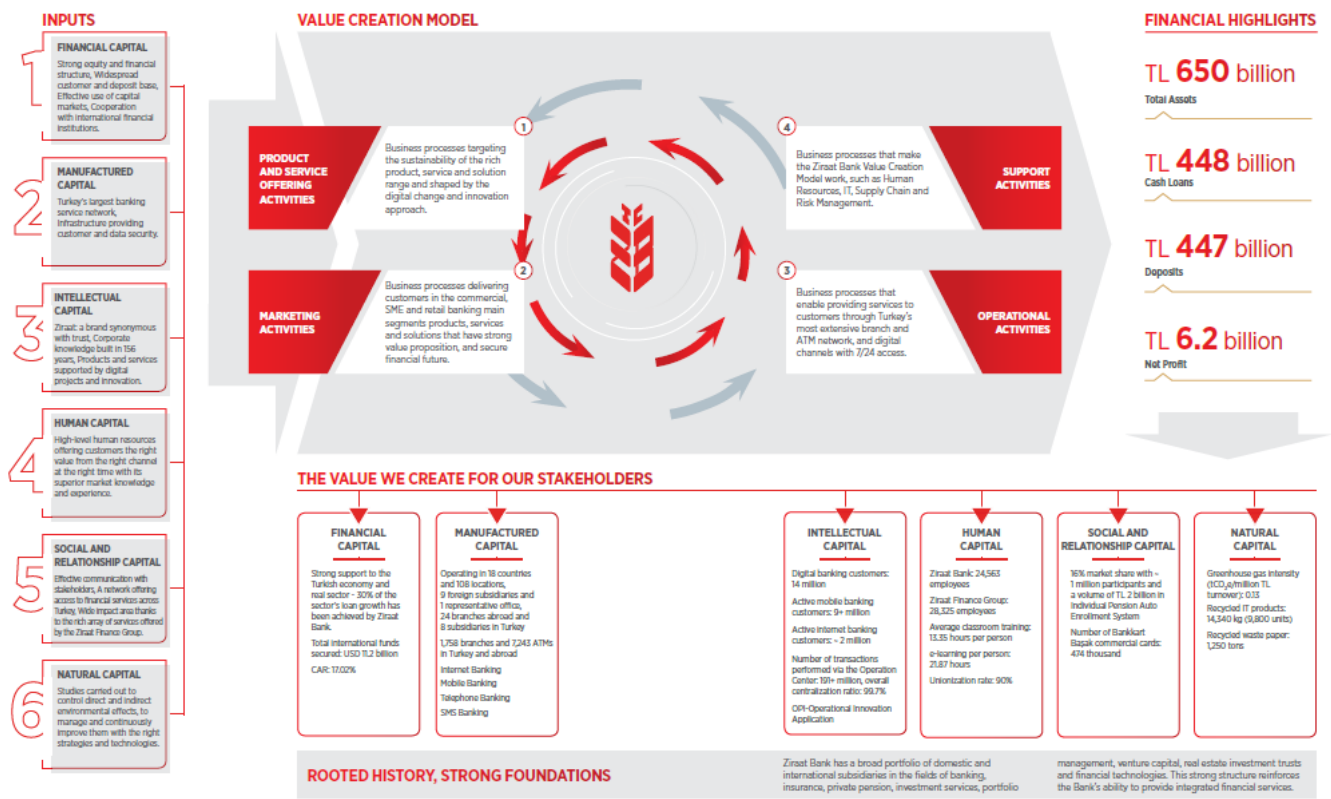 INPUTS
1
FINANCIAL CAPITAL
Strong equity and financial
structure, Widespread
customer and deposit base,
Effective use of capital
markets, Cooperation
with international financial
institutions.
2
MANUFACTURED
CAPITAL
Turkey's largest banking
service network,
Infrastructure providing
customer and data security.
3
INTELLECTUAL
CAPITAL
Ziraat: a brand synonymous
with trust, Corporate
knowledge built in 156
years, Products and services
supported by digital
projects and innovation.
4
HUMAN CAPITAL
High-level human resources
offering customers the right
value from the right channel
at the right time with its
superior market knowledge
and experience.
5
SOCIAL AND
RELATIONSHIP CAPITAL
Effective communication with
stakeholders, A network offering
access to financial services across
Turkey, Wide impact area thanks
to the rich array of services offered
by the Ziraat Finance Group.
6
NATURAL CAPITAL
Studies carried out to
control direct and indirect
environmental effects, to
manage and continuously
improve them with the right
strategies and technologies.
VALUE CREATION MODEL
PRODUCT
AND SERVICE
OFFERING
ACTIVITIES
1
Business processes targeting
the sustainability of the rich
product, service and solution
range and shaped by the
digital change and innovation
approach.
MARKETING
ACTIVITIES
2
Business processes delivering
customers in the commercial,
SME and retail banking main
segments products, services
and solutions that have strong
value proposition, and secure
financial future.
4
Business processes that make
the Ziraat Bank Value Creation
Model work, such as Human
Resources, IT, Supply Chain and
Risk Management.
SUPPORT
ACTIVITIES
3
Business processes that
enable providing services to
customers through Turkey's
most extensive branch and
ATM network, and digital
channels with 7/24 access.
OPERATIONAL
ACTIVITIES
FINANCIAL HIGHLIGHTS
TL 650 billion
Total Assets
TL 448 billion
Cash Loans
TL 447 billion
Deposits
TL 6.2 billion
Net Profit
THE VALUE WE CREATE FOR OUR STAKEHOLDERS
FINANCIAL
CAPITAL
Strong support to the
Turkish economy and
real sector - 30% of the
sector's loan growth has
been achieved by Ziraat
Bank.
Total international funds
secured: USD 11.2 billion
CAR: 17.02%
MANUFACTURED
CAPITAL
Operating in 18 countries
and 108 locations,
9 foreign subsidiaries and
1 representative office,
24 branches abroad and
8 subsidiaries in Turkey
1,758 branches and 7,243 ATMs
in Turkey and abroad
Internet Banking
Mobile Banking
Telephone Banking
SMS Banking
INTELLECTUAL
CAPITAL
Digital banking customers:
14 million
Active mobile banking
customers: 9+ million
Active internet banking
customers: ~ 2 million
Number of transactions
performed via the Operation
Center: 191+ million, overall
centralization ratio: 99.7%
OPI-Operational Innovation
Application
HUMAN
CAPITAL
Ziraat Bank: 24,563
employees
Ziraat Finance Group:
28,325 employees
Average classroom training:
13.35 hours per person
e-learning per person:
21.87 hours
Unionization rate: 90%
SOCIAL AND
RELATIONSHIP CAPITAL
16% market share with ~
1 million participants and
a volume of TL 2 billion in
Individual Pension Auto
Enrollment System
Number of Bankkart
Başak commercial cards:
474 thousand
NATURAL
CAPITAL
Greenhouse gas intensity
(tCO₂e/million TL
turnover): 0.13
Recycled IT products:
14,340 kg (9,800 units)
Recycled waste paper:
1,250 tons
ROOTED HISTORY, STRONG FOUNDATIONS
Ziraat Bank has a broad portfolio of domestic and
international subsidiaries in the fields of banking,
insurance, private pension, investment services, portfolio
management, venture capital, real estate investment trusts
and financial technologies. This strong structure reinforces
the Bank's ability to provide integrated financial services.